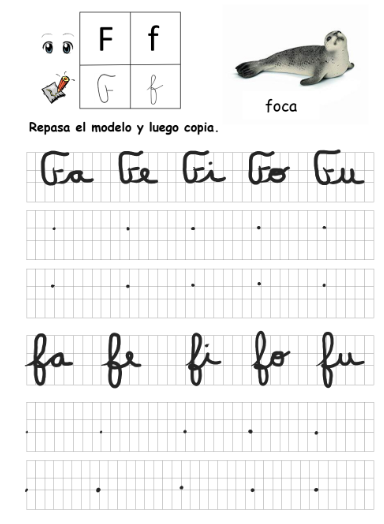 F f
F f
foca
Repasa el modelo y luego copia.
Fa Fe Fi Fo Fu
fa fe fi fo fu